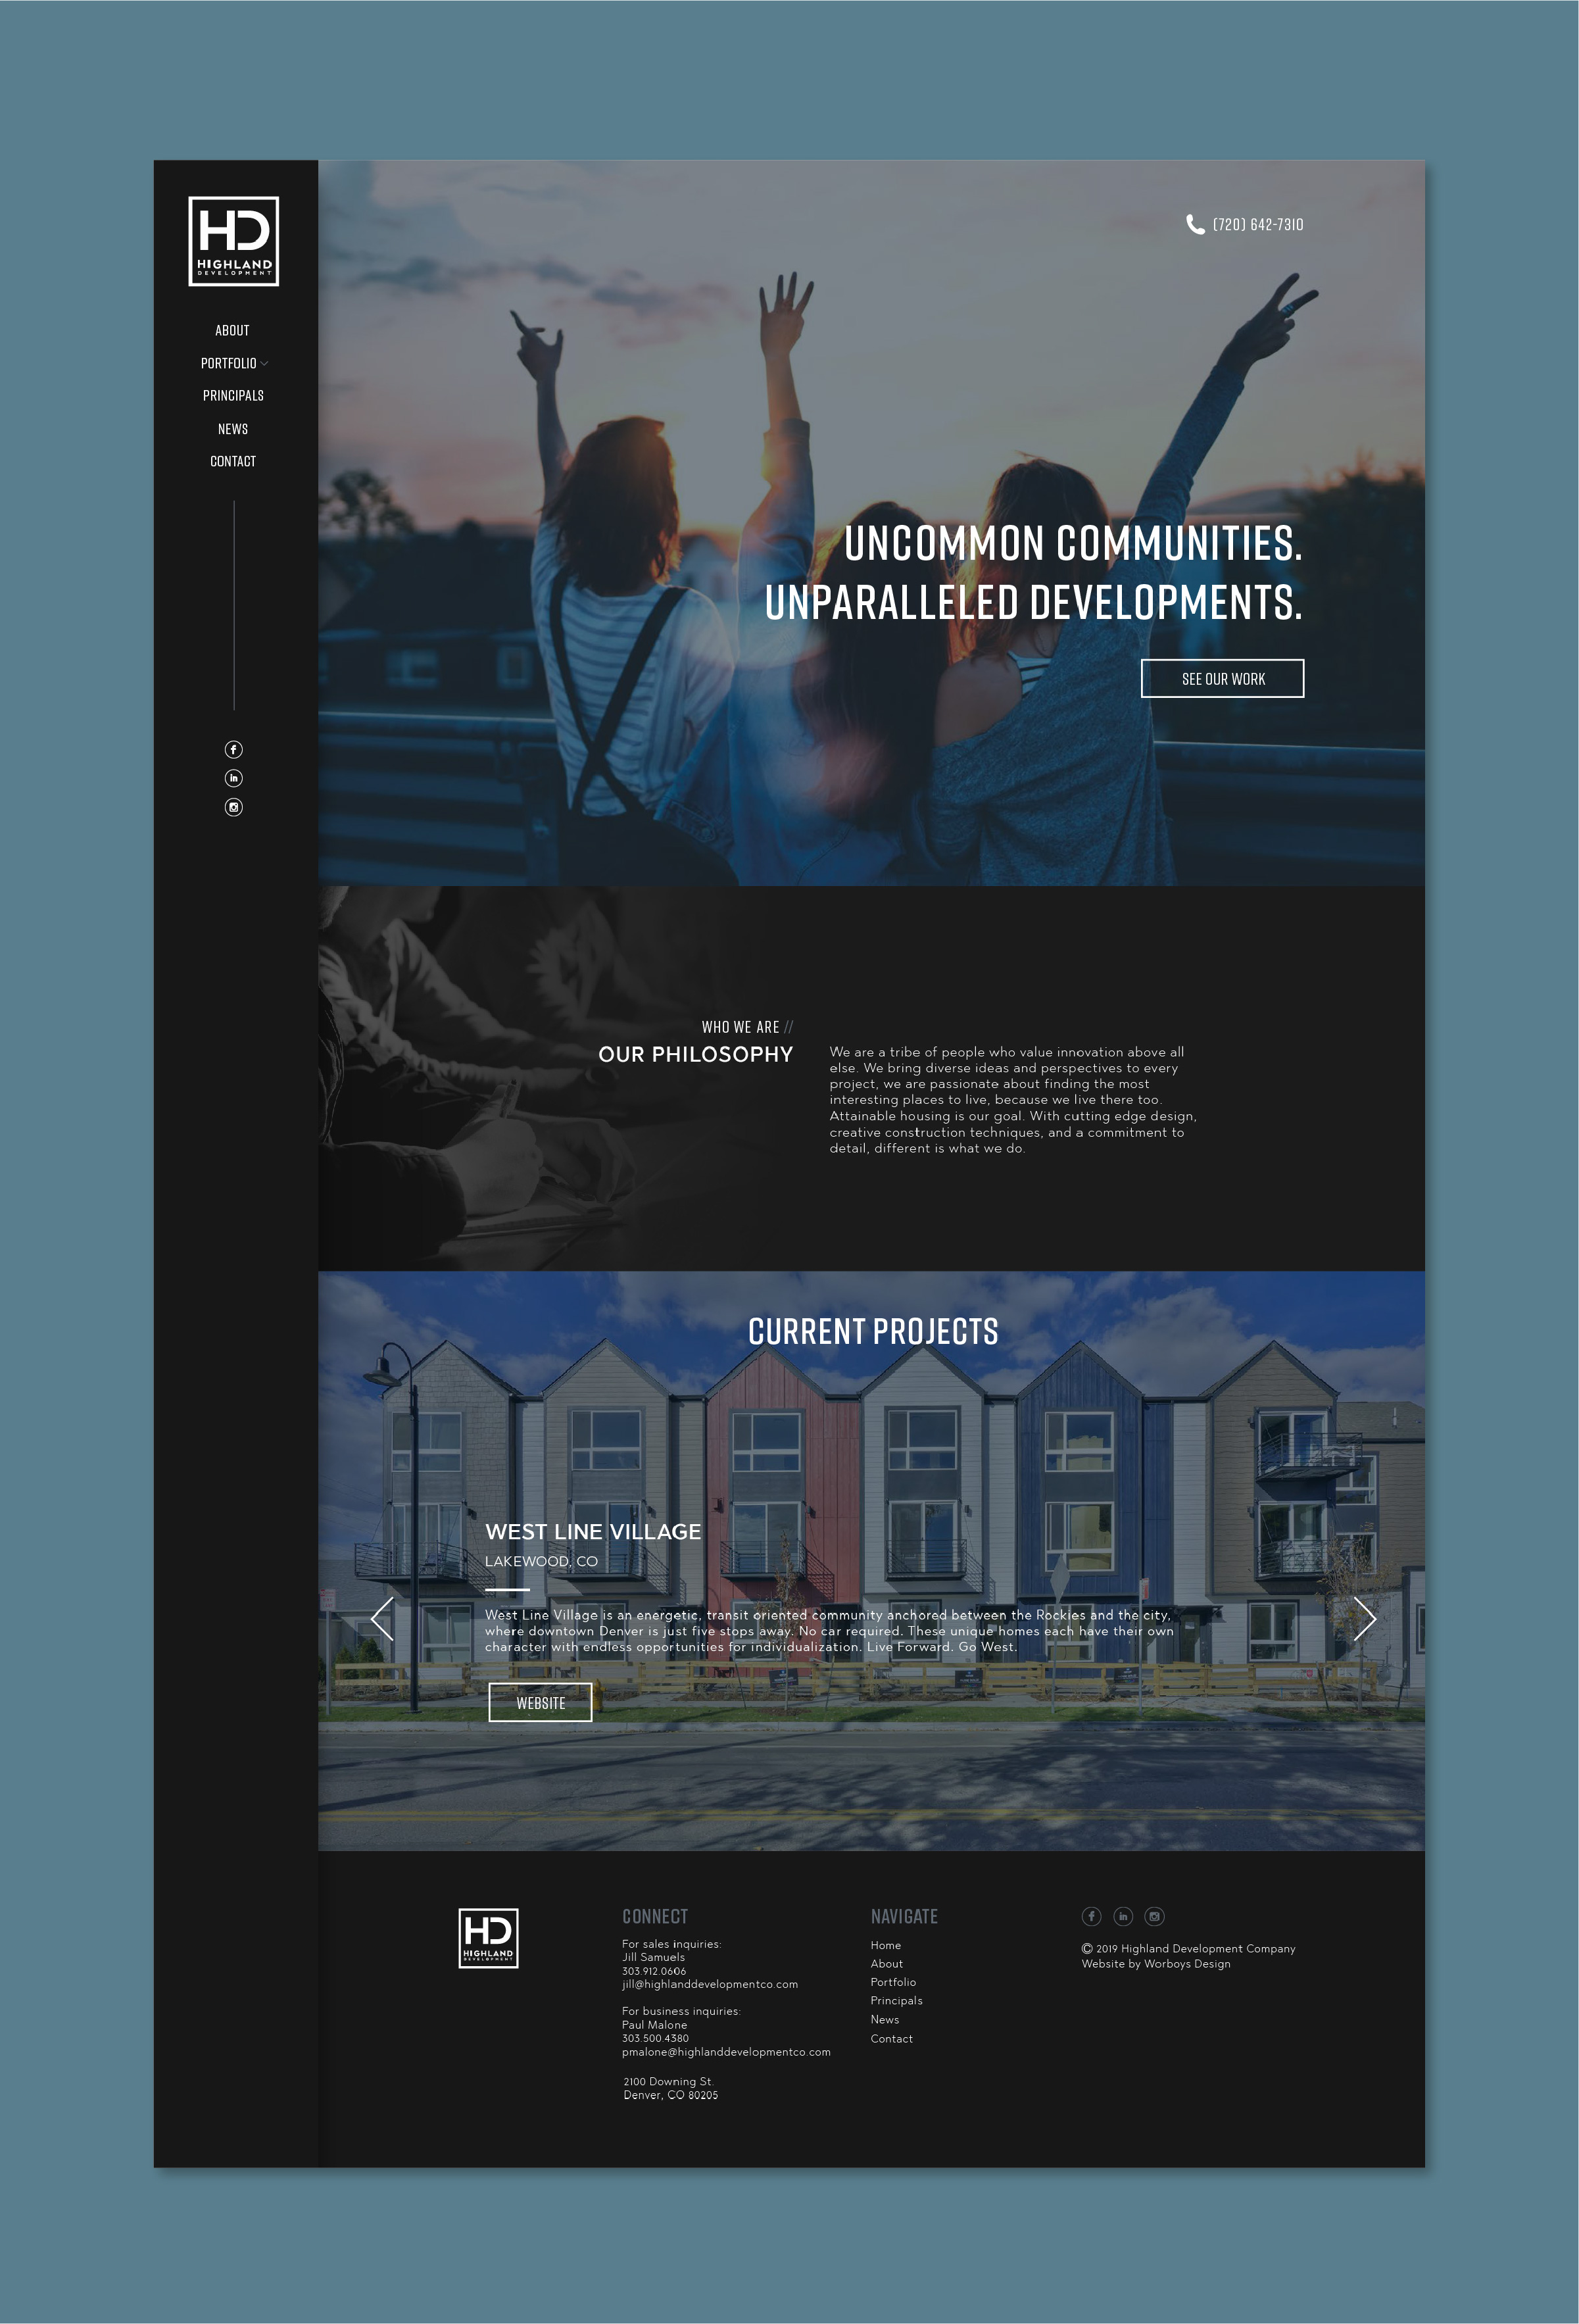 HD
HIGHLAND
DEVELOPMENT
ABOUT
PORTFOLIO
PRINCIPALS
NEWS
CONTACT
(720) 642-7310
UNCOMMON COMMUNITIES.
UNPARALLELED DEVELOPMENTS.
SEE OUR WORK
WHO WE ARE //
OUR PHILOSOPHY
We are a tribe of people who value innovation above all
else. We bring diverse ideas and perspectives to every
project, we are passionate about finding the most
interesting places to live, because we live there too.
Attainable housing is our goal. With cutting edge design,
creative construction techniques, and a commitment to
detail, different is what we do.
CURRENT PROJECTS
WEST LINE VILLAGE
LAKEWOOD, CO
West Line Village is an energetic, transit oriented community anchored between the Rockies and the city,
where downtown Denver is just five stops away. No car required. These unique homes each have their own
character with endless opportunities for individualization. Live Forward. Go West.
WEBSITE
HD
HIGHLAND
DEVELOPMENT
CONNECT
For sales inquiries:
Jill Samuels
303.912.0606
jill@highlanddevelopmentco.com
For business inquiries:
Paul Malone
303.500.4380
pmalone@highlanddevelopmentco.com
2100 Downing St.
Denver, CO 80205
NAVIGATE
Home
About
Portfolio
Principals
News
Contact
© 2019 Highland Development Company
Website by Worboys Design